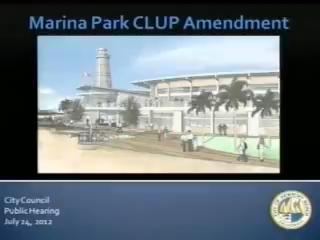 Marina Park CLUP Amendment
City Council
Public Hearing
July 24, 2012